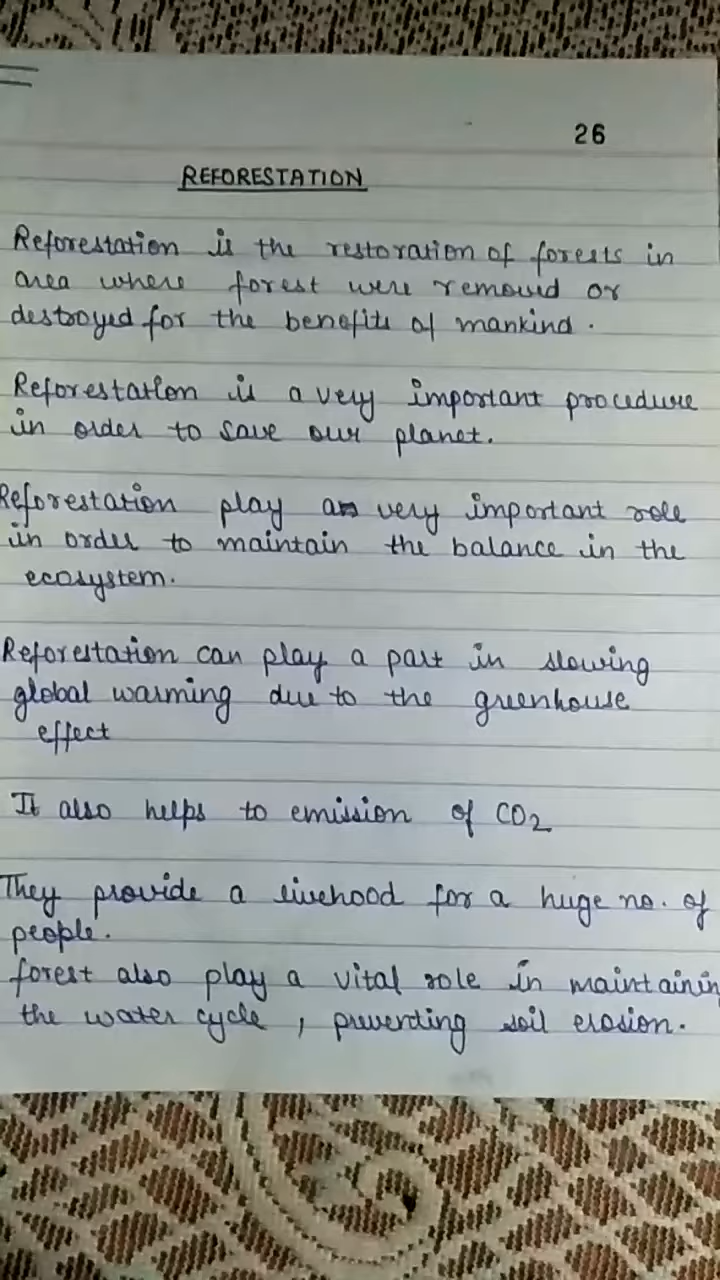 26
REFORESTATION
Reforestation is the restoration of forests in
area where forest were removed or
destroyed for the benefits of mankind.
Reforestation is a very important procedure
in order to save our planet.
Reforestation play an very important role
in order to maintain the balance in the
ecosystem.
Reforestation can play a part in slowing
global warming due to the greenhouse
effect
It also helps to emission of CO2
They provide a livehood for a huge no. of
people.
forest also play a vital role in maintainin
the water cycle, preventing soil erosion.